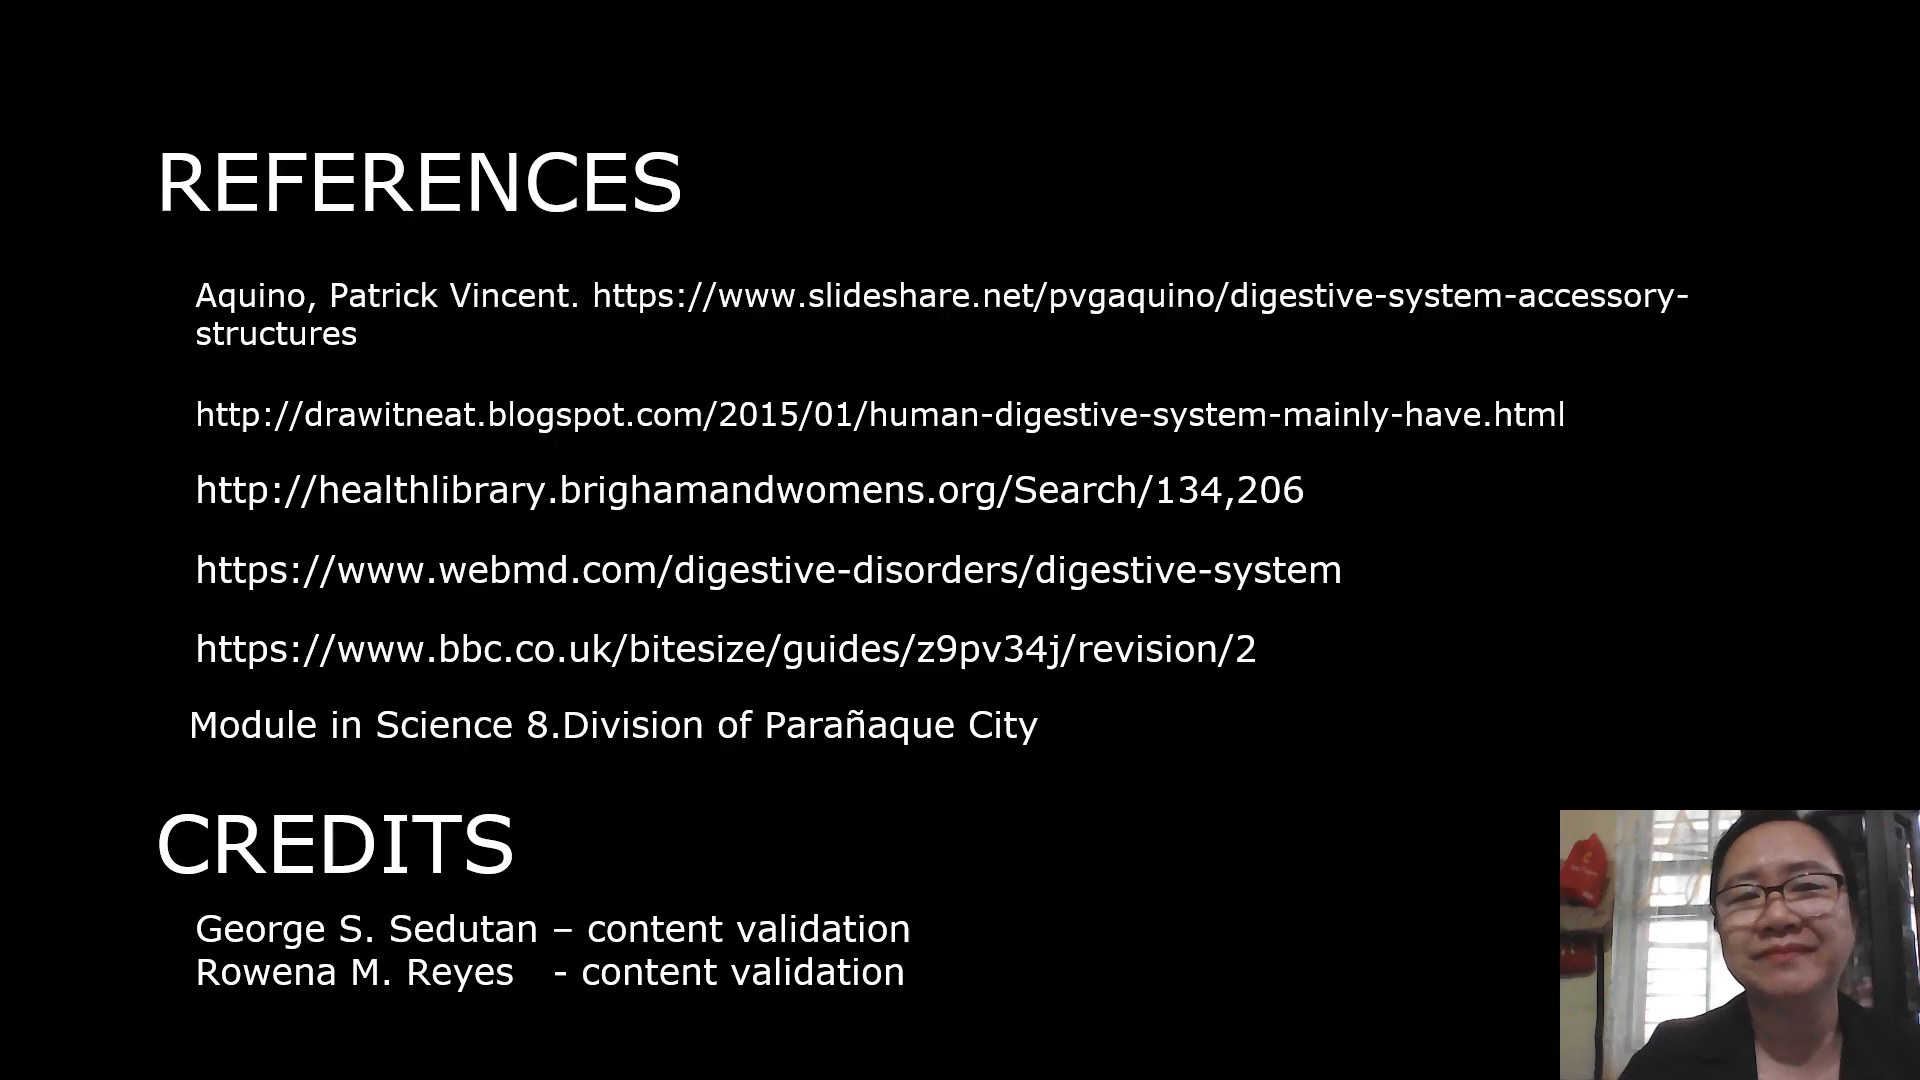 REFERENCES
Aquino, Patrick Vincent. https://www.slideshare.net/pvgaquino/digestive-system-accessory-
structures
http://drawitneat.blogspot.com/2015/01/human-digestive-system-mainly-have.html
http://healthlibrary.brighamandwomens.org/Search/134,206
https://www.webmd.com/digestive-disorders/digestive-system
https://www.bbc.co.uk/bitesize/guides/z9pv34j/revision/2
Module in Science 8.Division of Parañaque City
CREDITS
George S. Sedutan – content validation
Rowena M. Reyes - content validation